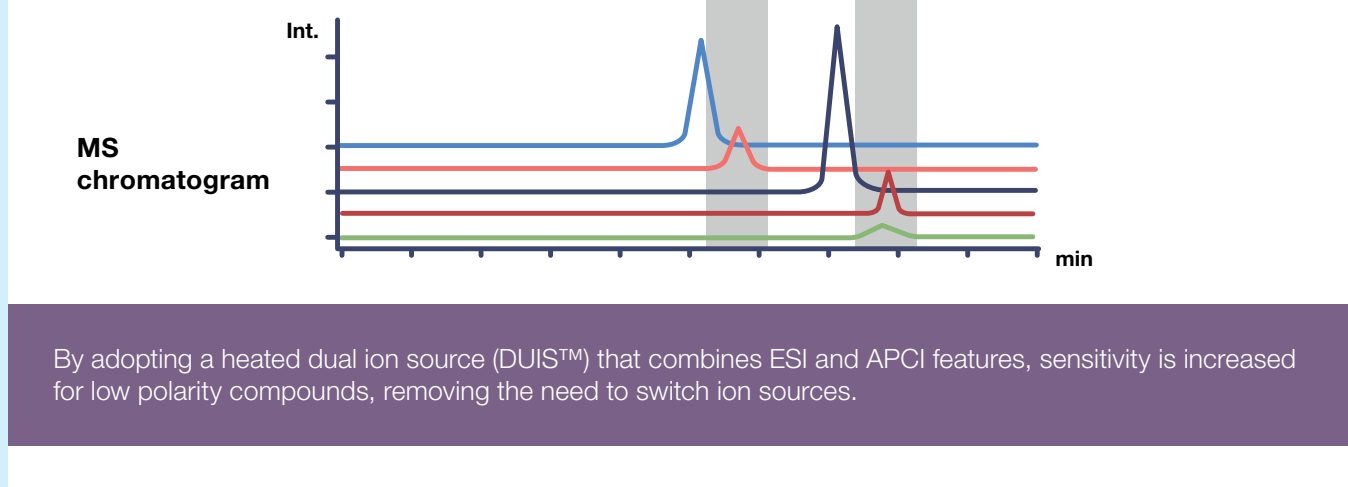 Int.
MS
chromatogram
min
By adopting a heated dual ion source (DUIS™) that combines ESI and APCI features, sensitivity is increased
for low polarity compounds, removing the need to switch ion sources.